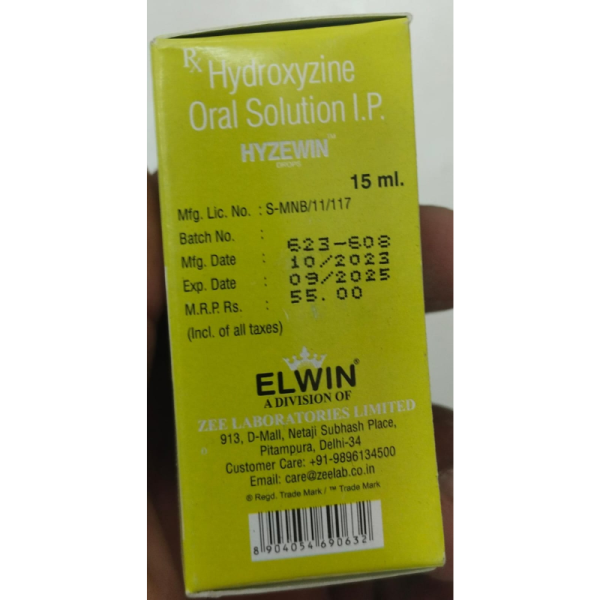 Rx Hydroxyzine
Oral Solution I.P.
HYZEWIN™
DROPS
15 ml.
Mfg. Lic. No. : S-MNB/11/117
Batch No. : 623-608
Mfg. Date : 10/2023
Exp. Date : 09/2025
M.R.P. Rs. : 55.00
(Incl. of all taxes)
ELWIN®
A DIVISION OF
ZEE LABORATORIES LIMITED
913, D-Mall, Netaji Subhash Place,
Pitampura, Delhi-34
Customer Care: +91-9896134500
Email: care@zeelab.co.in
® Regd. Trade Mark / ™ Trade Mark
8 904054 690632